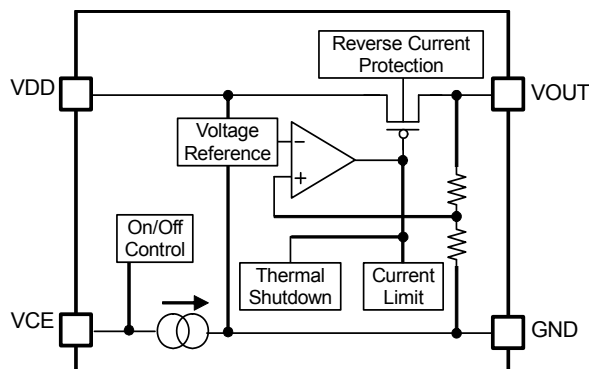 Reverse Current
Protection
VDD
VOUT
Voltage
Reference
−
+
On/Off
Control
Thermal
Shutdown
Current
Limit
VCE
GND